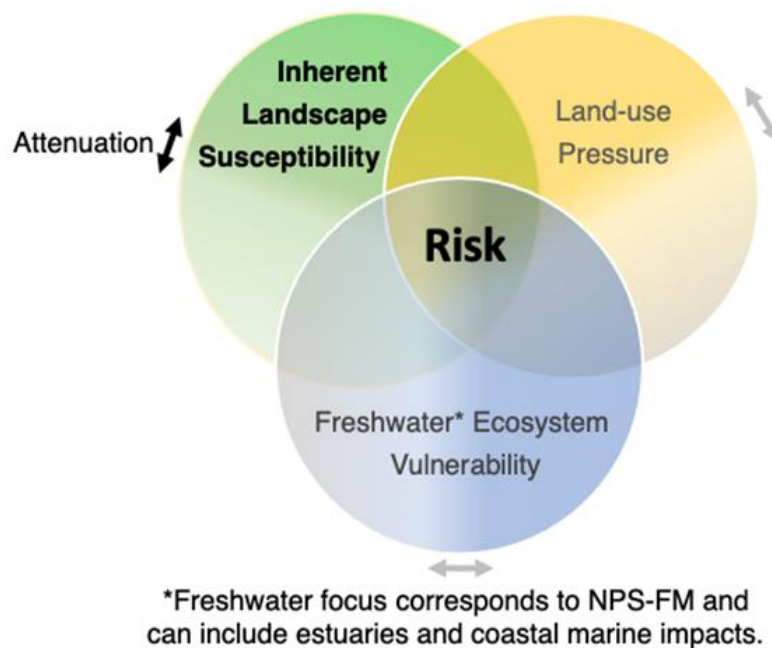 Inherent
Landscape
Susceptibility
Attenuation
Land-use
Pressure
Risk
Freshwater* Ecosystem
Vulnerability
*Freshwater focus corresponds to NPS-FM and
can include estuaries and coastal marine impacts.